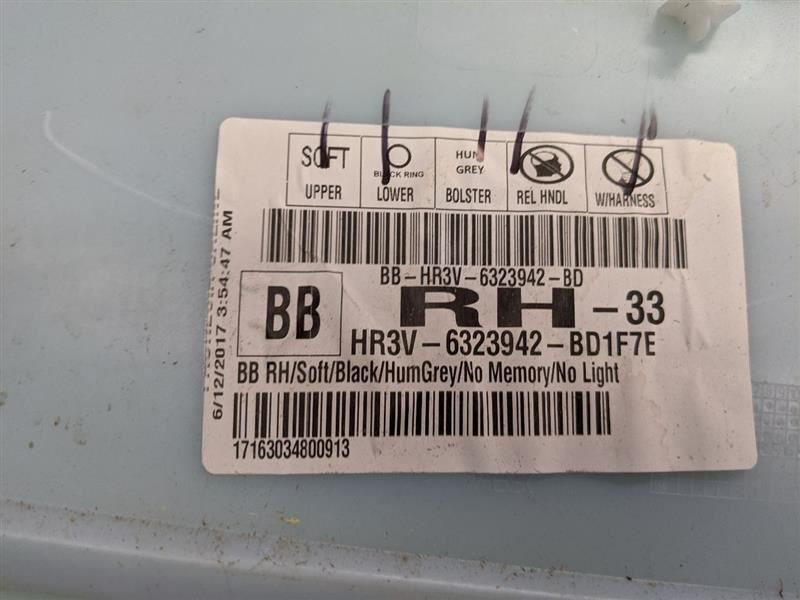 SOFT
UPPER
BLACK RING
LOWER
HUM
GREY
BOLSTER
REL HNDL
W/HARNESS
BB-HR3V-6323942-BD
BB
RH -33
HR3V-6323942-BD1F7E
BB RH/Soft/Black/HumGrey/No Memory/No Light
17163034800913
6/12/2017 3:54:47 AM